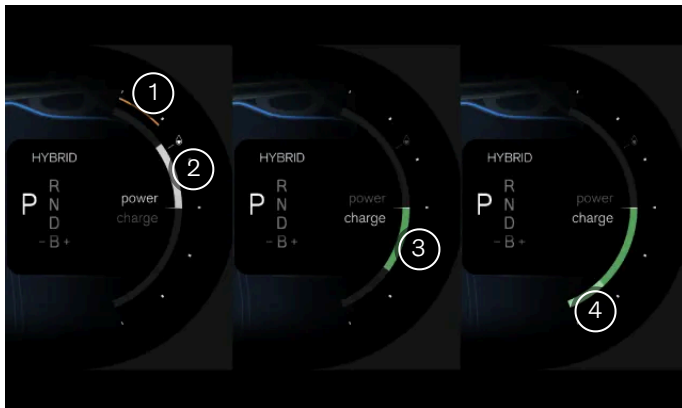 1
2
HYBRID
R
P N
D
- B +
power
charge
HYBRID
R
P N
D
- B +
power
charge
3
HYBRID
R
P N
D
- B +
power
charge
4